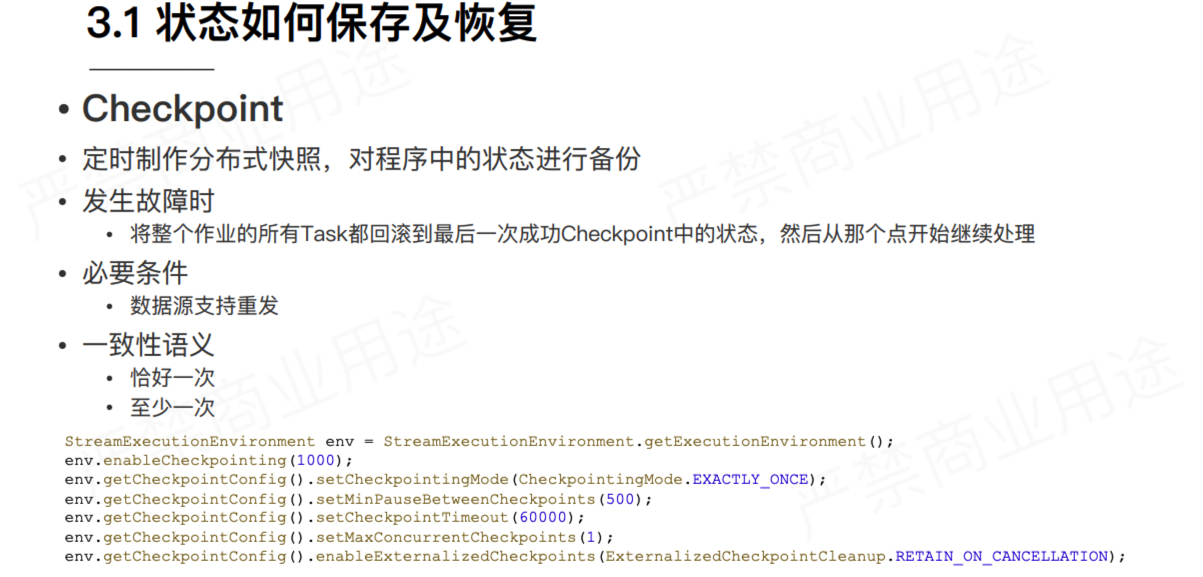 3.1 状态如何保存及恢复
• Checkpoint
• 定时制作分布式快照，对程序中的状态进行备份
• 发生故障时
• 将整个作业的所有Task都回滚到最后一次成功Checkpoint中的状态，然后从那个点开始继续处理
• 必要条件
• 数据源支持重发
• 一致性语义
• 恰好一次
• 至少一次
StreamExecutionEnvironment env = StreamExecutionEnvironment.getExecutionEnvironment();
env.enableCheckpointing(1000);
env.getCheckpointConfig().setCheckpointingMode(CheckpointingMode.EXACTLY_ONCE);
env.getCheckpointConfig().setMinPauseBetweenCheckpoints(500);
env.getCheckpointConfig().setCheckpointTimeout(60000);
env.getCheckpointConfig().setMaxConcurrentCheckpoints(1);
env.getCheckpointConfig().enableExternalizedCheckpoints(ExternalizedCheckpointCleanup.RETAIN_ON_CANCELLATION);
严禁商业用途
严禁商业用途
严禁商业用途
严禁商业用途